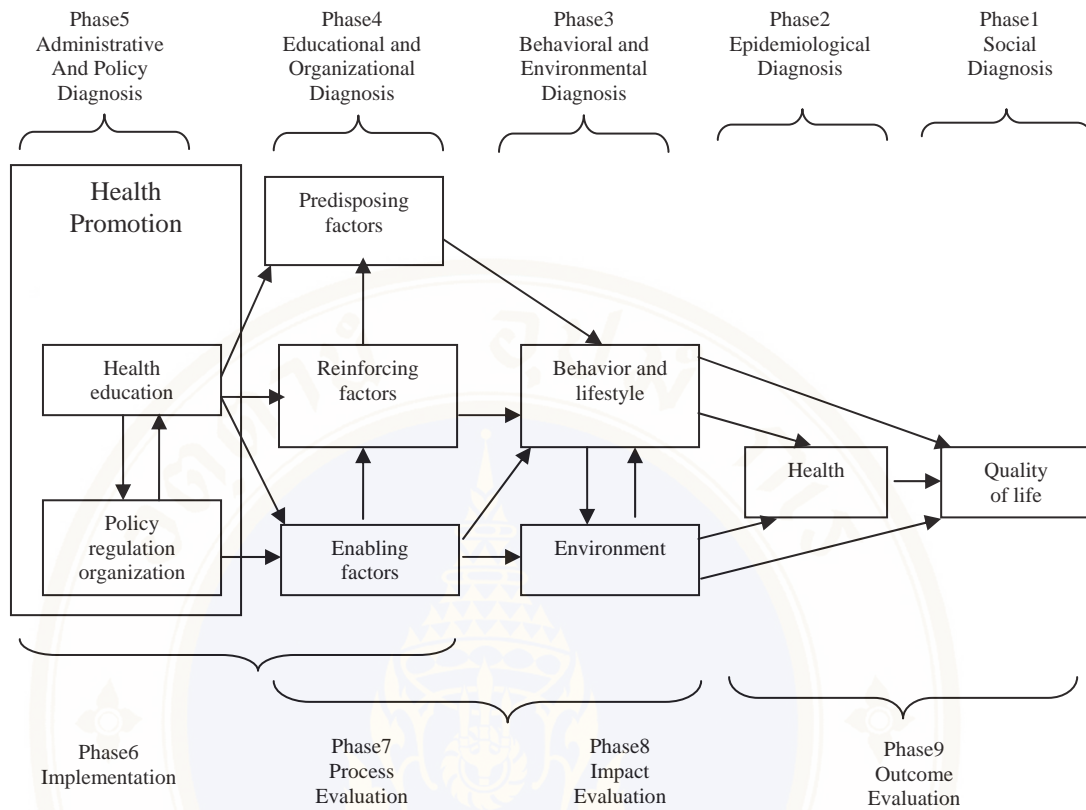 Phase5
Administrative
And Policy
Diagnosis
Phase4
Educational and
Organizational
Diagnosis
Phase3
Behavioral and
Environmental
Diagnosis
Phase2
Epidemiological
Diagnosis
Phase1
Social
Diagnosis
Health
Promotion
Predisposing
factors
Health
education
Reinforcing
factors
Behavior and
lifestyle
Health
Quality
of life
Policy
regulation
organization
Enabling
factors
Environment
Phase6
Implementation
Phase7
Process
Evaluation
Phase8
Impact
Evaluation
Phase9
Outcome
Evaluation